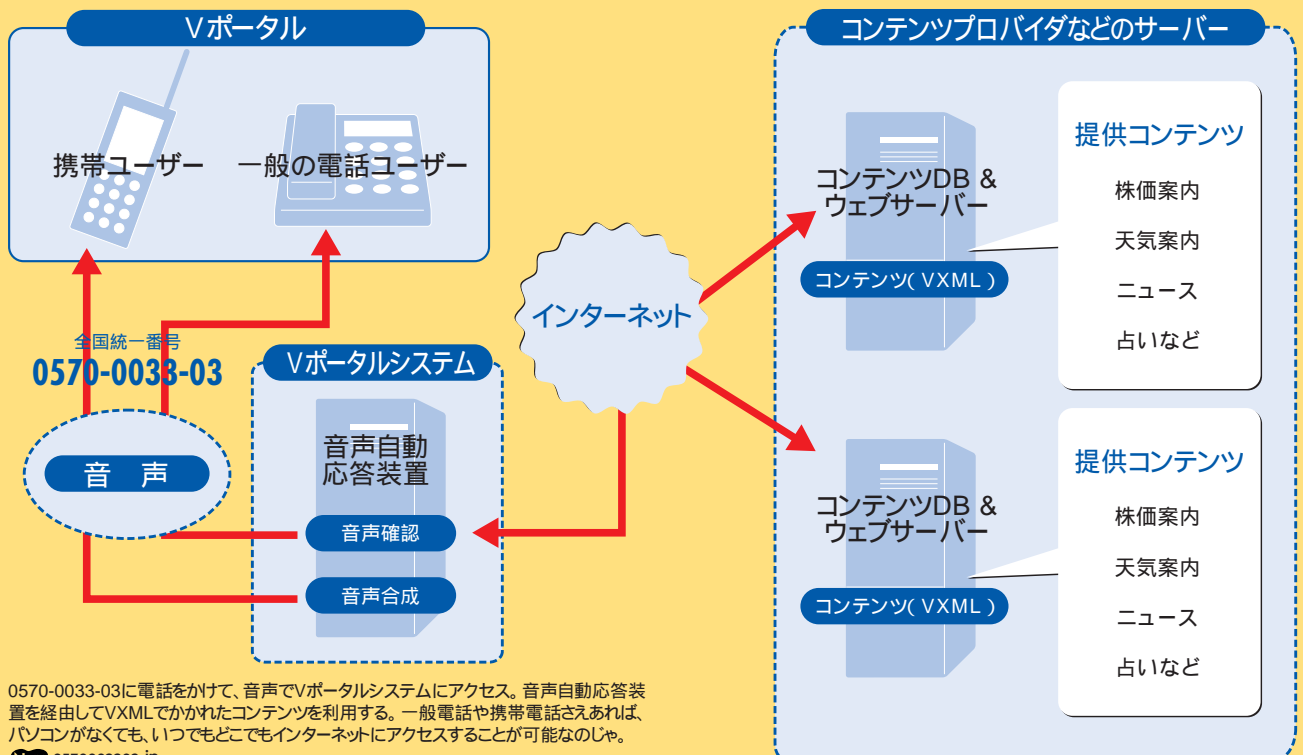 Vポータル
携帯ユーザー
一般の電話ユーザー
全国統一番号
0570-0033-03
音 声
Vポータルシステム
音声自動
応答装置
音声確認
音声合成
インターネット
コンテンツプロバイダなどのサーバー
コンテンツDB &
ウェブサーバー
コンテンツ( VXML )
提供コンテンツ
株価案内
天気案内
ニュース
占いなど
コンテンツDB &
ウェブサーバー
コンテンツ( VXML )
提供コンテンツ
株価案内
天気案内
ニュース
占いなど
0570-0033-03に電話をかけて、音声でVポータルシステムにアクセス。音声自動応答装
置を経由してVXMLでかかれたコンテンツを利用する。一般電話や携帯電話さえあれば、
パソコンがなくても、いつでもどこでもインターネットにアクセスすることが可能なのじゃ。